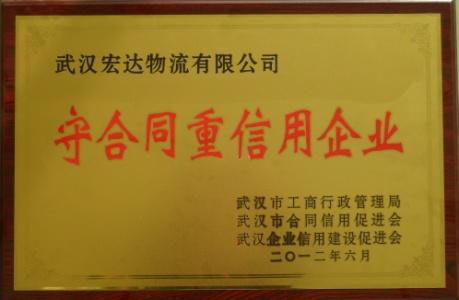 武汉宏达物流有限公司
守合同重信用企业
武汉市工商行政管理局
武汉市合同信用促进会
武汉企业信用建设促进会
二〇一二年六月